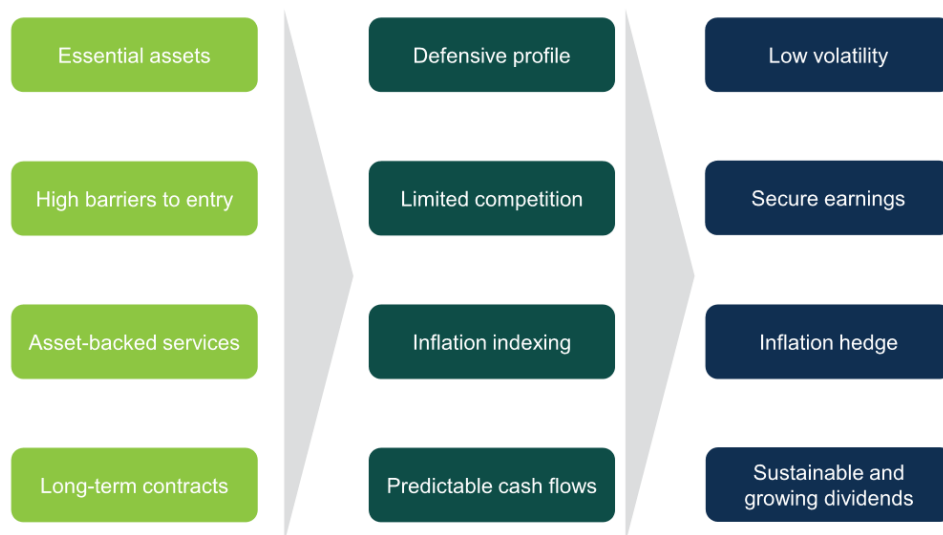 Essential assets
Defensive profile
Low volatility
High barriers to entry
Limited competition
Secure earnings
Asset-backed services
Inflation indexing
Inflation hedge
Long-term contracts
Predictable cash flows
Sustainable and
growing dividends